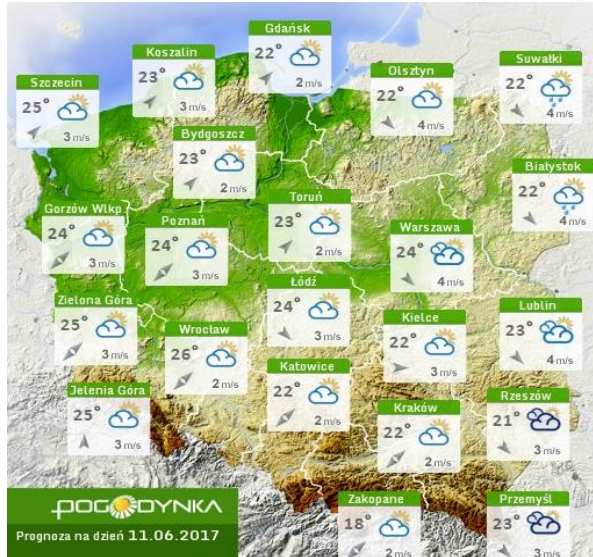 Gdańsk
22°
2 m/s
Koszalin
23°
3 m/s
Suwałki
22°
4 m/s
Olsztyn
22°
4 m/s
Szczecin
25°
3 m/s
Bydgoszcz
23°
2 m/s
Białystok
22°
4 m/s
Toruń
23°
2 m/s
Gorzów Wlkp
24°
3 m/s
Poznań
24°
3 m/s
Warszawa
24°
4 m/s
Łódź
24°
3 m/s
Zielona Góra
25°
3 m/s
Lublin
23°
4 m/s
Kielce
22°
3 m/s
Wrocław
26°
2 m/s
Katowice
22°
2 m/s
Jelenia Góra
25°
3 m/s
Rzeszów
21°
3 m/s
Kraków
22°
2 m/s
Zakopane
18°
2 m/s
Przemyśl
23°
3 m/s
POGODYNKA
Prognoza na dzień 11.06.2017